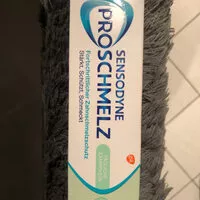 SENSODYNE
PROSCHMELZ
Fortschrittlicher Zahnschmelzschutz
Stärkt, Schützt, Schmeckt